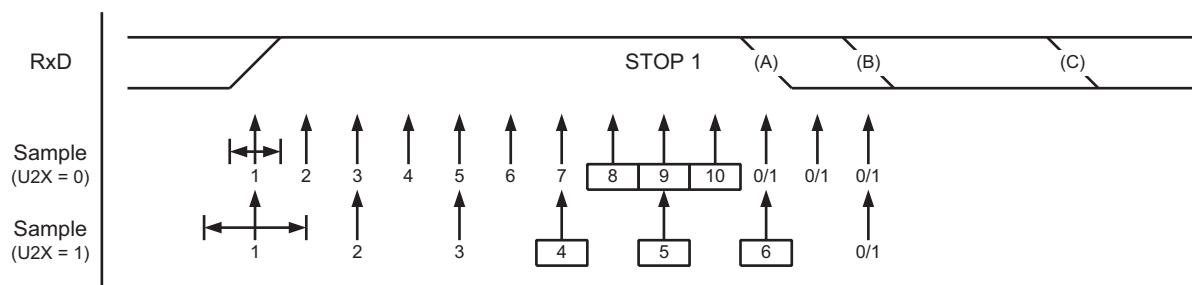 RxD STOP 1 (A) (B) (C)
Sample
(U2X = 0)
1 2 3 4 5 6 7 8 9 10 0/1 0/1 0/1
Sample
(U2X = 1)
1 2 3 4 5 6 0/1